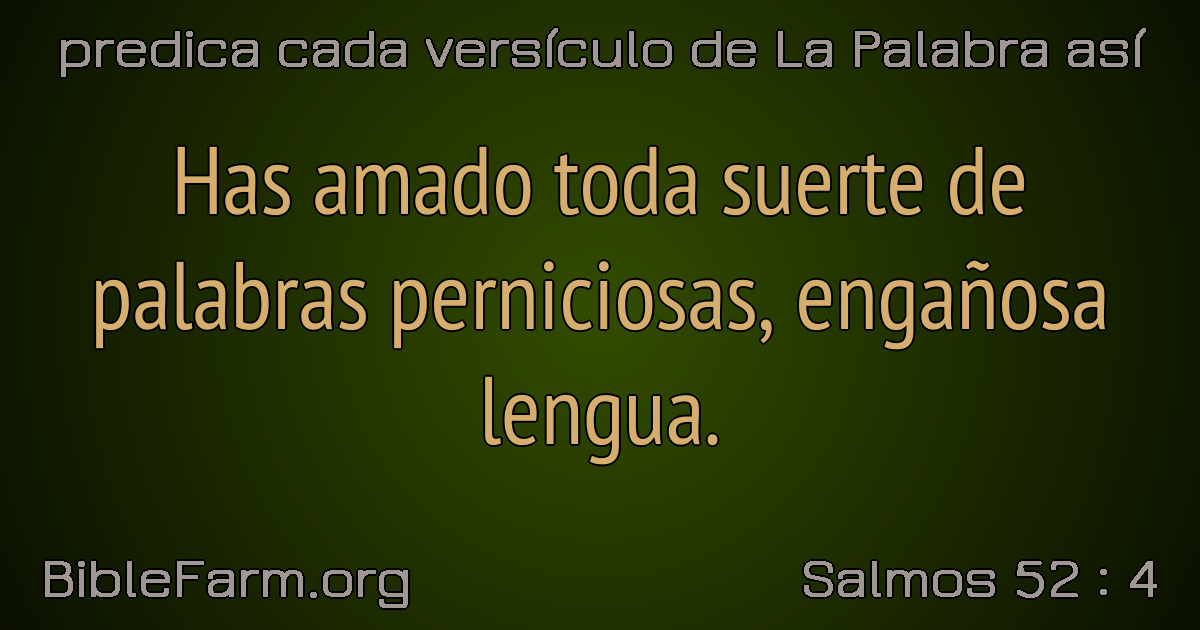 predica cada versículo de La Palabra así
Has amado toda suerte de
palabras perniciosas, engañosa
lengua.
BibleFarm.org
Salmos 52 : 4